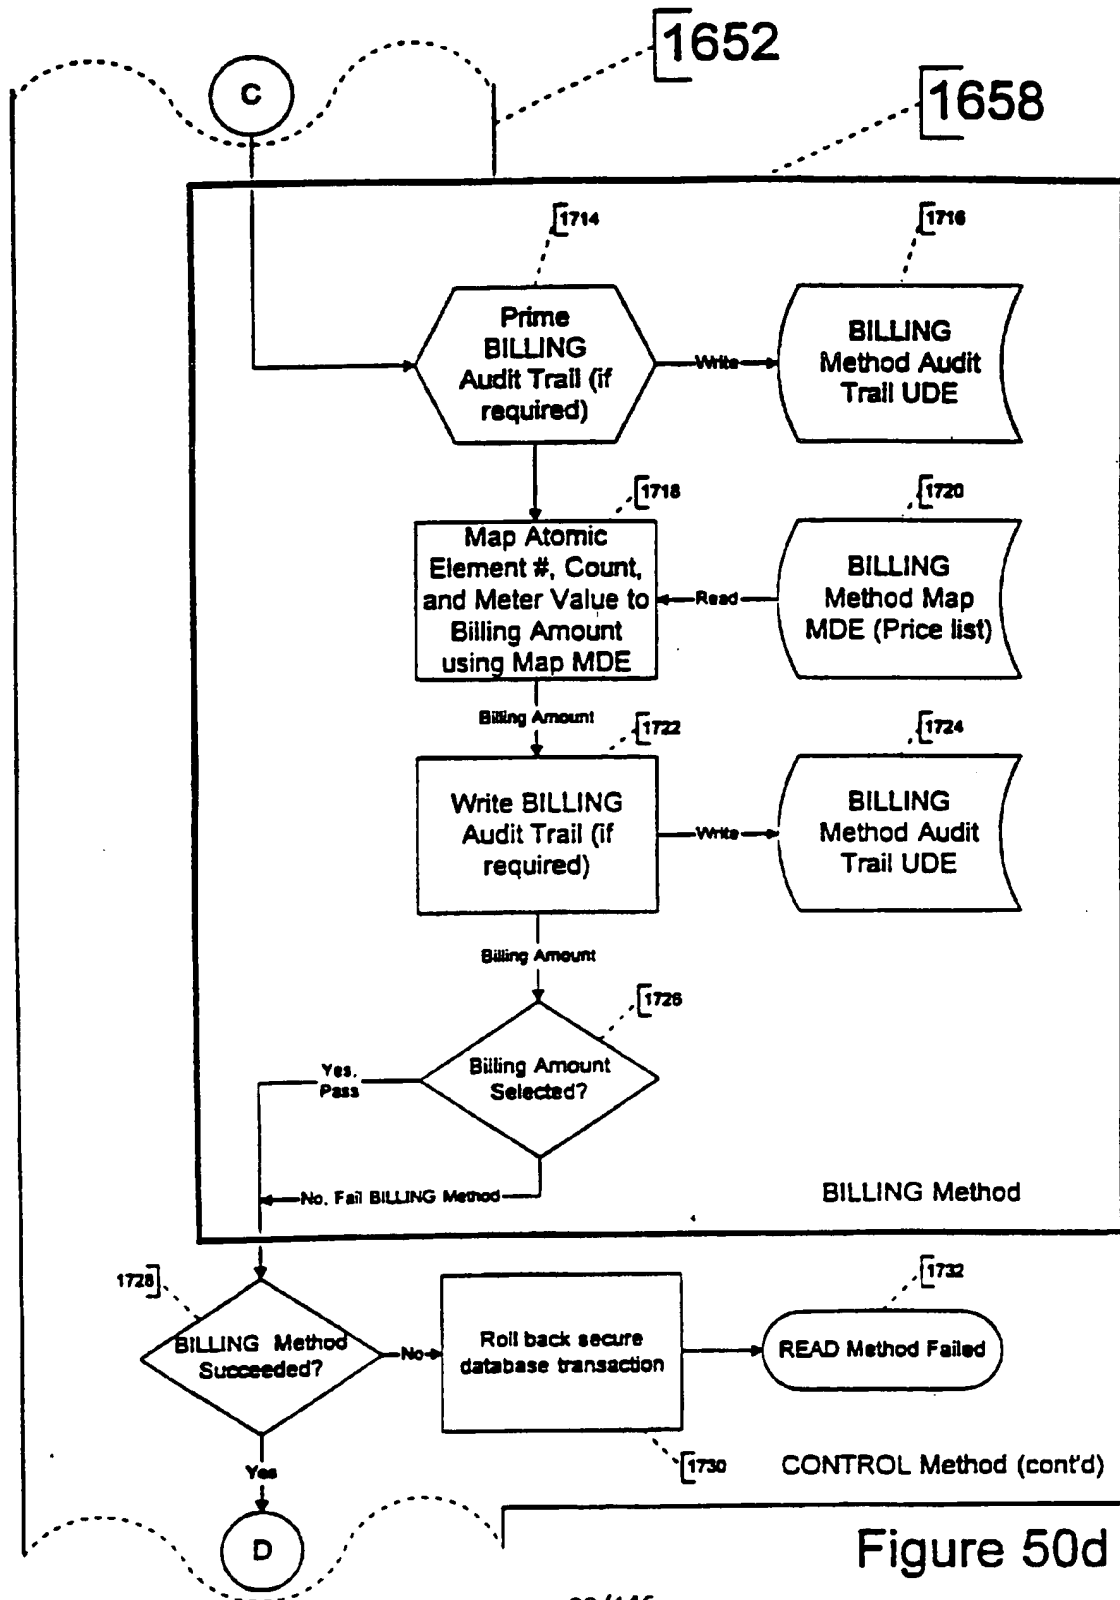 1652
C
1658
1714
1716
Prime
BILLING
Audit Trail (if
required)
Write
BILLING
Method Audit
Trail UDE
1718
1720
Map Atomic
Element #, Count,
and Meter Value to
Billing Amount
using Map MDE
Read
BILLING
Method Map
MDE (Price list)
Billing Amount
1722
1724
Write BILLING
Audit Trail (if
required)
Write
BILLING
Method Audit
Trail UDE
Billing Amount
1726
Billing Amount
Selected?
Yes,
Pass
No, Fail BILLING Method
BILLING Method
1728
1732
BILLING Method
Succeeded?
No
Roll back secure
database transaction
READ Method Failed
1730
CONTROL Method (cont'd)
Yes
D
Figure 50d